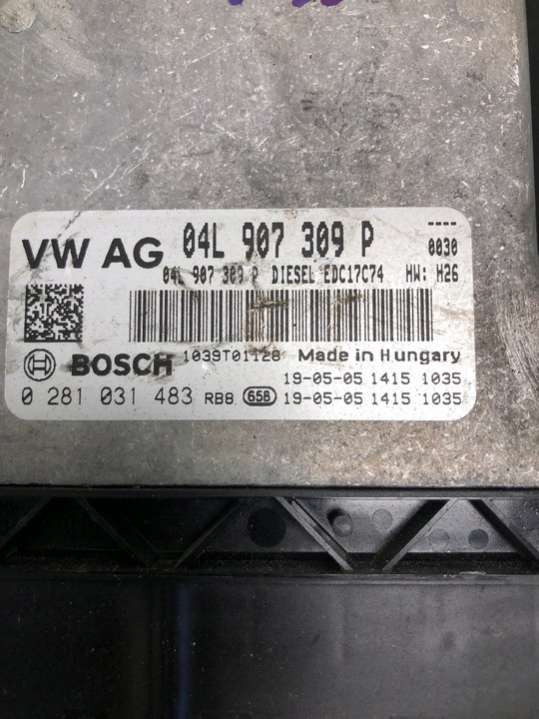 VW AG 04L 907 309 P
----
0030
04L 907 309 P DIESEL EDC17C74 HW: H26
BOSCH 1039T01128 Made in Hungary
19-05-05 1415 1035
0 281 031 483 RB8 658 19-05-05 1415 1035